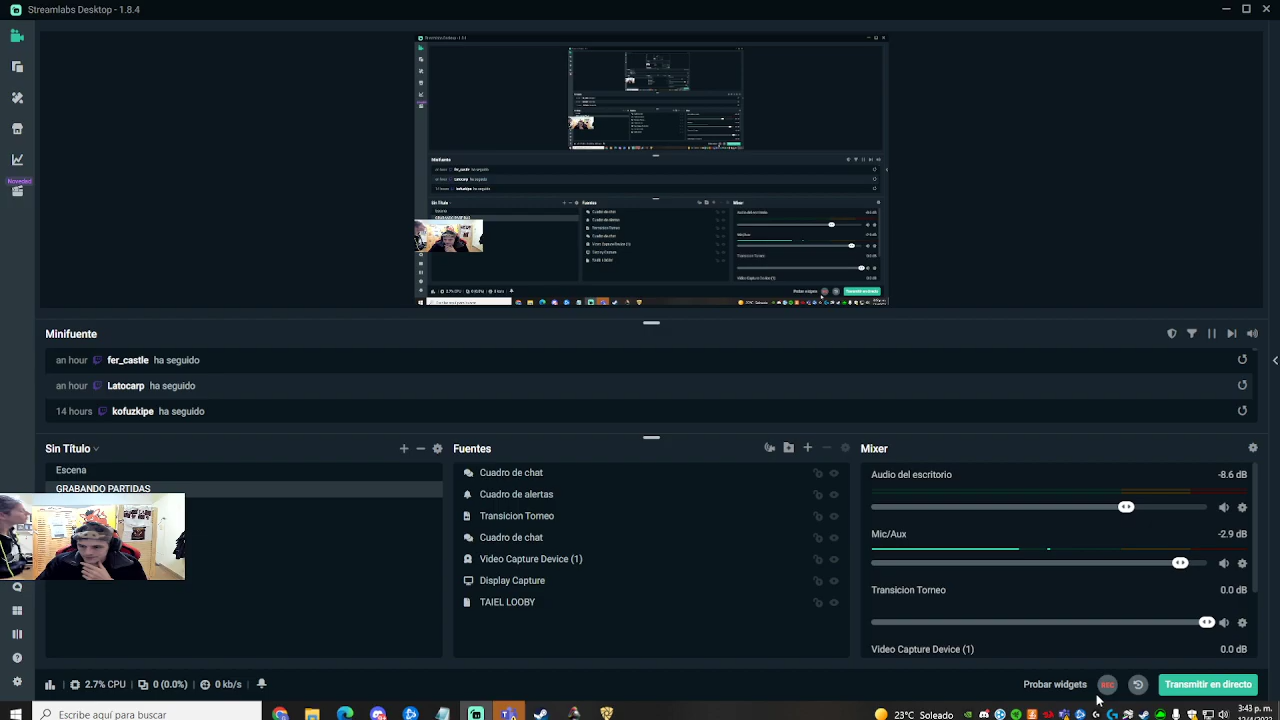 Streamlabs Desktop - 1.8.4
Novedad
Minifuente
an hour fer_castle ha seguido
an hour Latocarp ha seguido
14 hours kofuzkipe ha seguido
Sin Título
Escena
GRABANDO PARTIDAS
Fuentes
Cuadro de chat
Cuadro de alertas
Transicion Torneo
Cuadro de chat
Video Capture Device (1)
Display Capture
TAIEL LOOBY
Mixer
Audio del escritorio -8.6 dB
Mic/Aux -2.9 dB
Transicion Torneo 0.0 dB
Video Capture Device (1) 0.0 dB
2.7% CPU 0 (0.0%) 0 kb/s
Probar widgets REC Transmitir en directo
Escribe aquí para buscar
23°C Soleado
3:43 p. m.